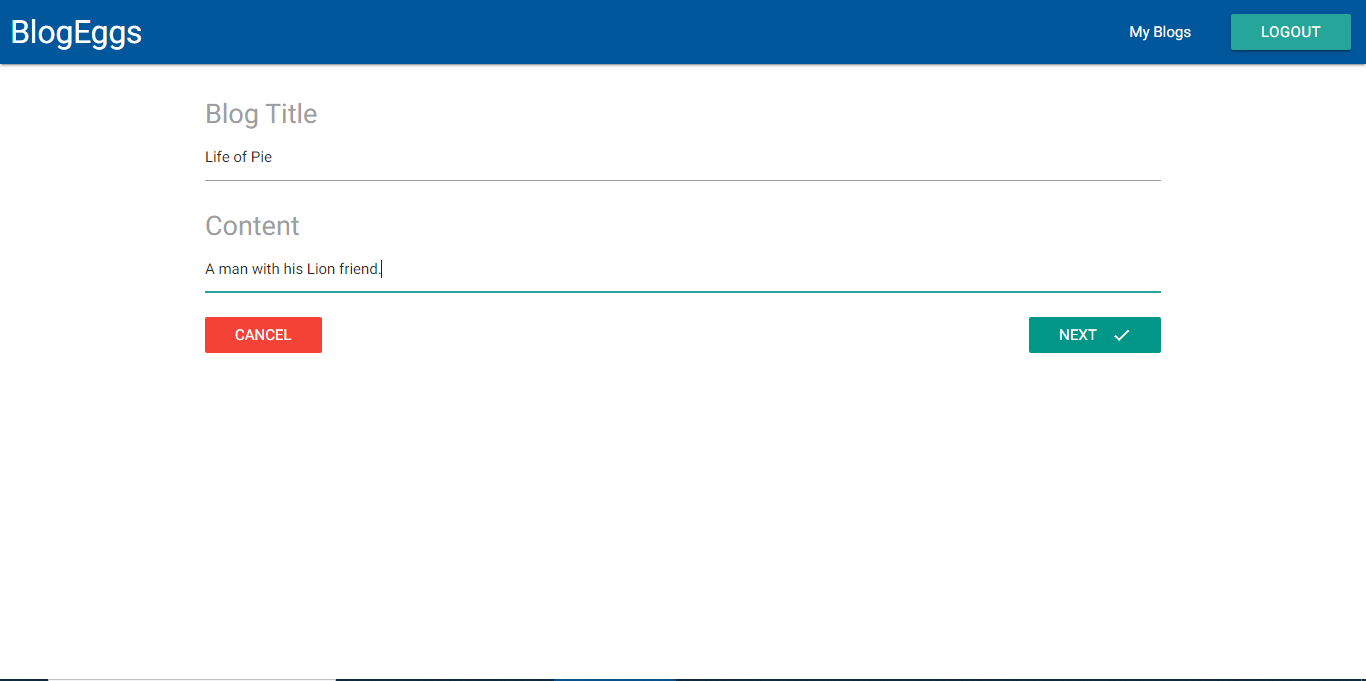 BlogEggs
My Blogs
LOGOUT
Blog Title
Life of Pie
Content
A man with his Lion friend.
CANCEL
NEXT